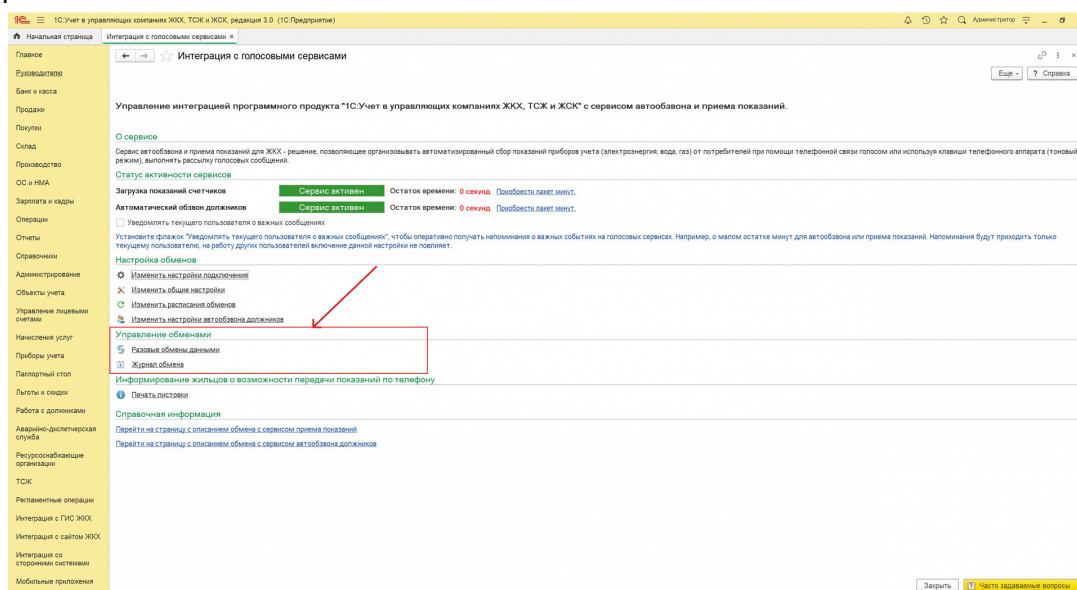 1С:Учет в управляющих компаниях ЖКХ, ТСЖ и ЖСК, редакция 3.0 (1С:Предприятие)
Администратор
Начальная страница
Интеграция с голосовыми сервисами ×
Главное
Руководителю
Банк и касса
Продажи
Покупки
Склад
Производство
ОС и НМА
Зарплата и кадры
Операции
Отчеты
Справочники
Администрирование
Объекты учета
Управление лицевыми
счетами
Начисления услуг
Приборы учета
Паспортный стол
Льготы и скидки
Работа с должниками
Аварийно-диспетчерская
служба
Ресурсоснабжающие
организации
ТСЖ
Регламентные операции
Интеграция с ГИС ЖКХ
Интеграция с сайтом ЖКХ
Интеграция со
сторонними системами
Мобильные приложения
Интеграция с голосовыми сервисами
Еще
? Справка
Управление интеграцией программного продукта "1С:Учет в управляющих компаниях ЖКХ, ТСЖ и ЖСК" с сервисом автообзвона и приема показаний.
О сервисе
Сервис автообзвона и приема показаний для ЖКХ - решение, позволяющее организовывать автоматизированный сбор показаний приборов учета (электроэнергия, вода, газ) от потребителей при помощи телефонной связи голосом или используя клавиши телефонного аппарата (тоновый
режим), выполнять рассылку голосовых сообщений.
Статус активности сервисов
Загрузка показаний счетчиков Сервис активен Остаток времени: 0 секунд Приобрести пакет минут.
Автоматический обзвон должников Сервис активен Остаток времени: 0 секунд Приобрести пакет минут.
Уведомлять текущего пользователя о важных сообщениях
Установите флажок "Уведомлять текущего пользователя о важных сообщениях", чтобы оперативно получать напоминания о важных событиях на голосовых сервисах. Например, о малом остатке минут для автообзвона или приема показаний. Напоминания будут приходить только
текущему пользователю, на работу других пользователей включение данной настройки не повлияет.
Настройка обменов
Изменить настройки подключения
Изменить общие настройки
Изменить расписания обменов
Изменить настройки автообзвона должников
Управление обменами
Разовые обмены данными
Журнал обмена
Информирование жильцов о возможности передачи показаний по телефону
Печать листовки
Справочная информация
Перейти на страницу с описанием обмена с сервисом приема показаний
Перейти на страницу с описанием обмена с сервисом автообзвона должников
Закрыть
? Часто задаваемые вопросы